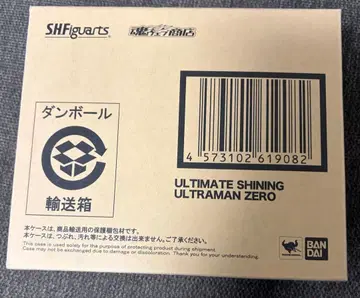 S.H.Figuarts
魂ウェブ商店
ダンボール
輸送箱
4 573102 619082
ULTIMATE SHINING
ULTRAMAN ZERO
本ケースは、商品輸送用の保護梱包材です。
本ケースは、つぶれ、汚れ等による交換は出来ません。ご了承ください。
This case is used solely for the purpose of protecting product during shipment.
Case may not be exchanged due to damage or discoloration. Thank you for your understanding.
BAN
DAI